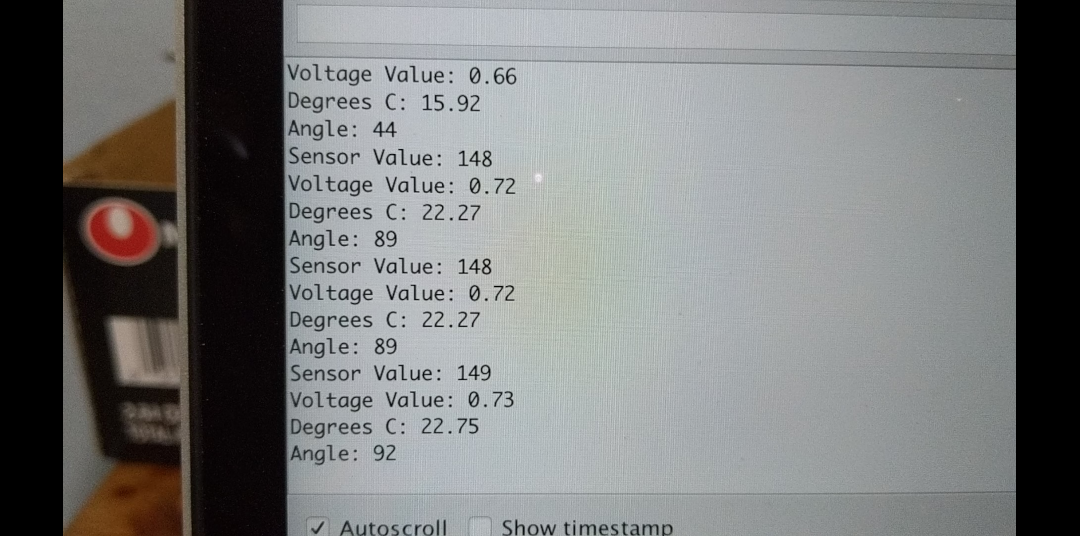 Voltage Value: 0.66
Degrees C: 15.92
Angle: 44
Sensor Value: 148
Voltage Value: 0.72
Degrees C: 22.27
Angle: 89
Sensor Value: 148
Voltage Value: 0.72
Degrees C: 22.27
Angle: 89
Sensor Value: 149
Voltage Value: 0.73
Degrees C: 22.75
Angle: 92
Autoscroll Show timestamp